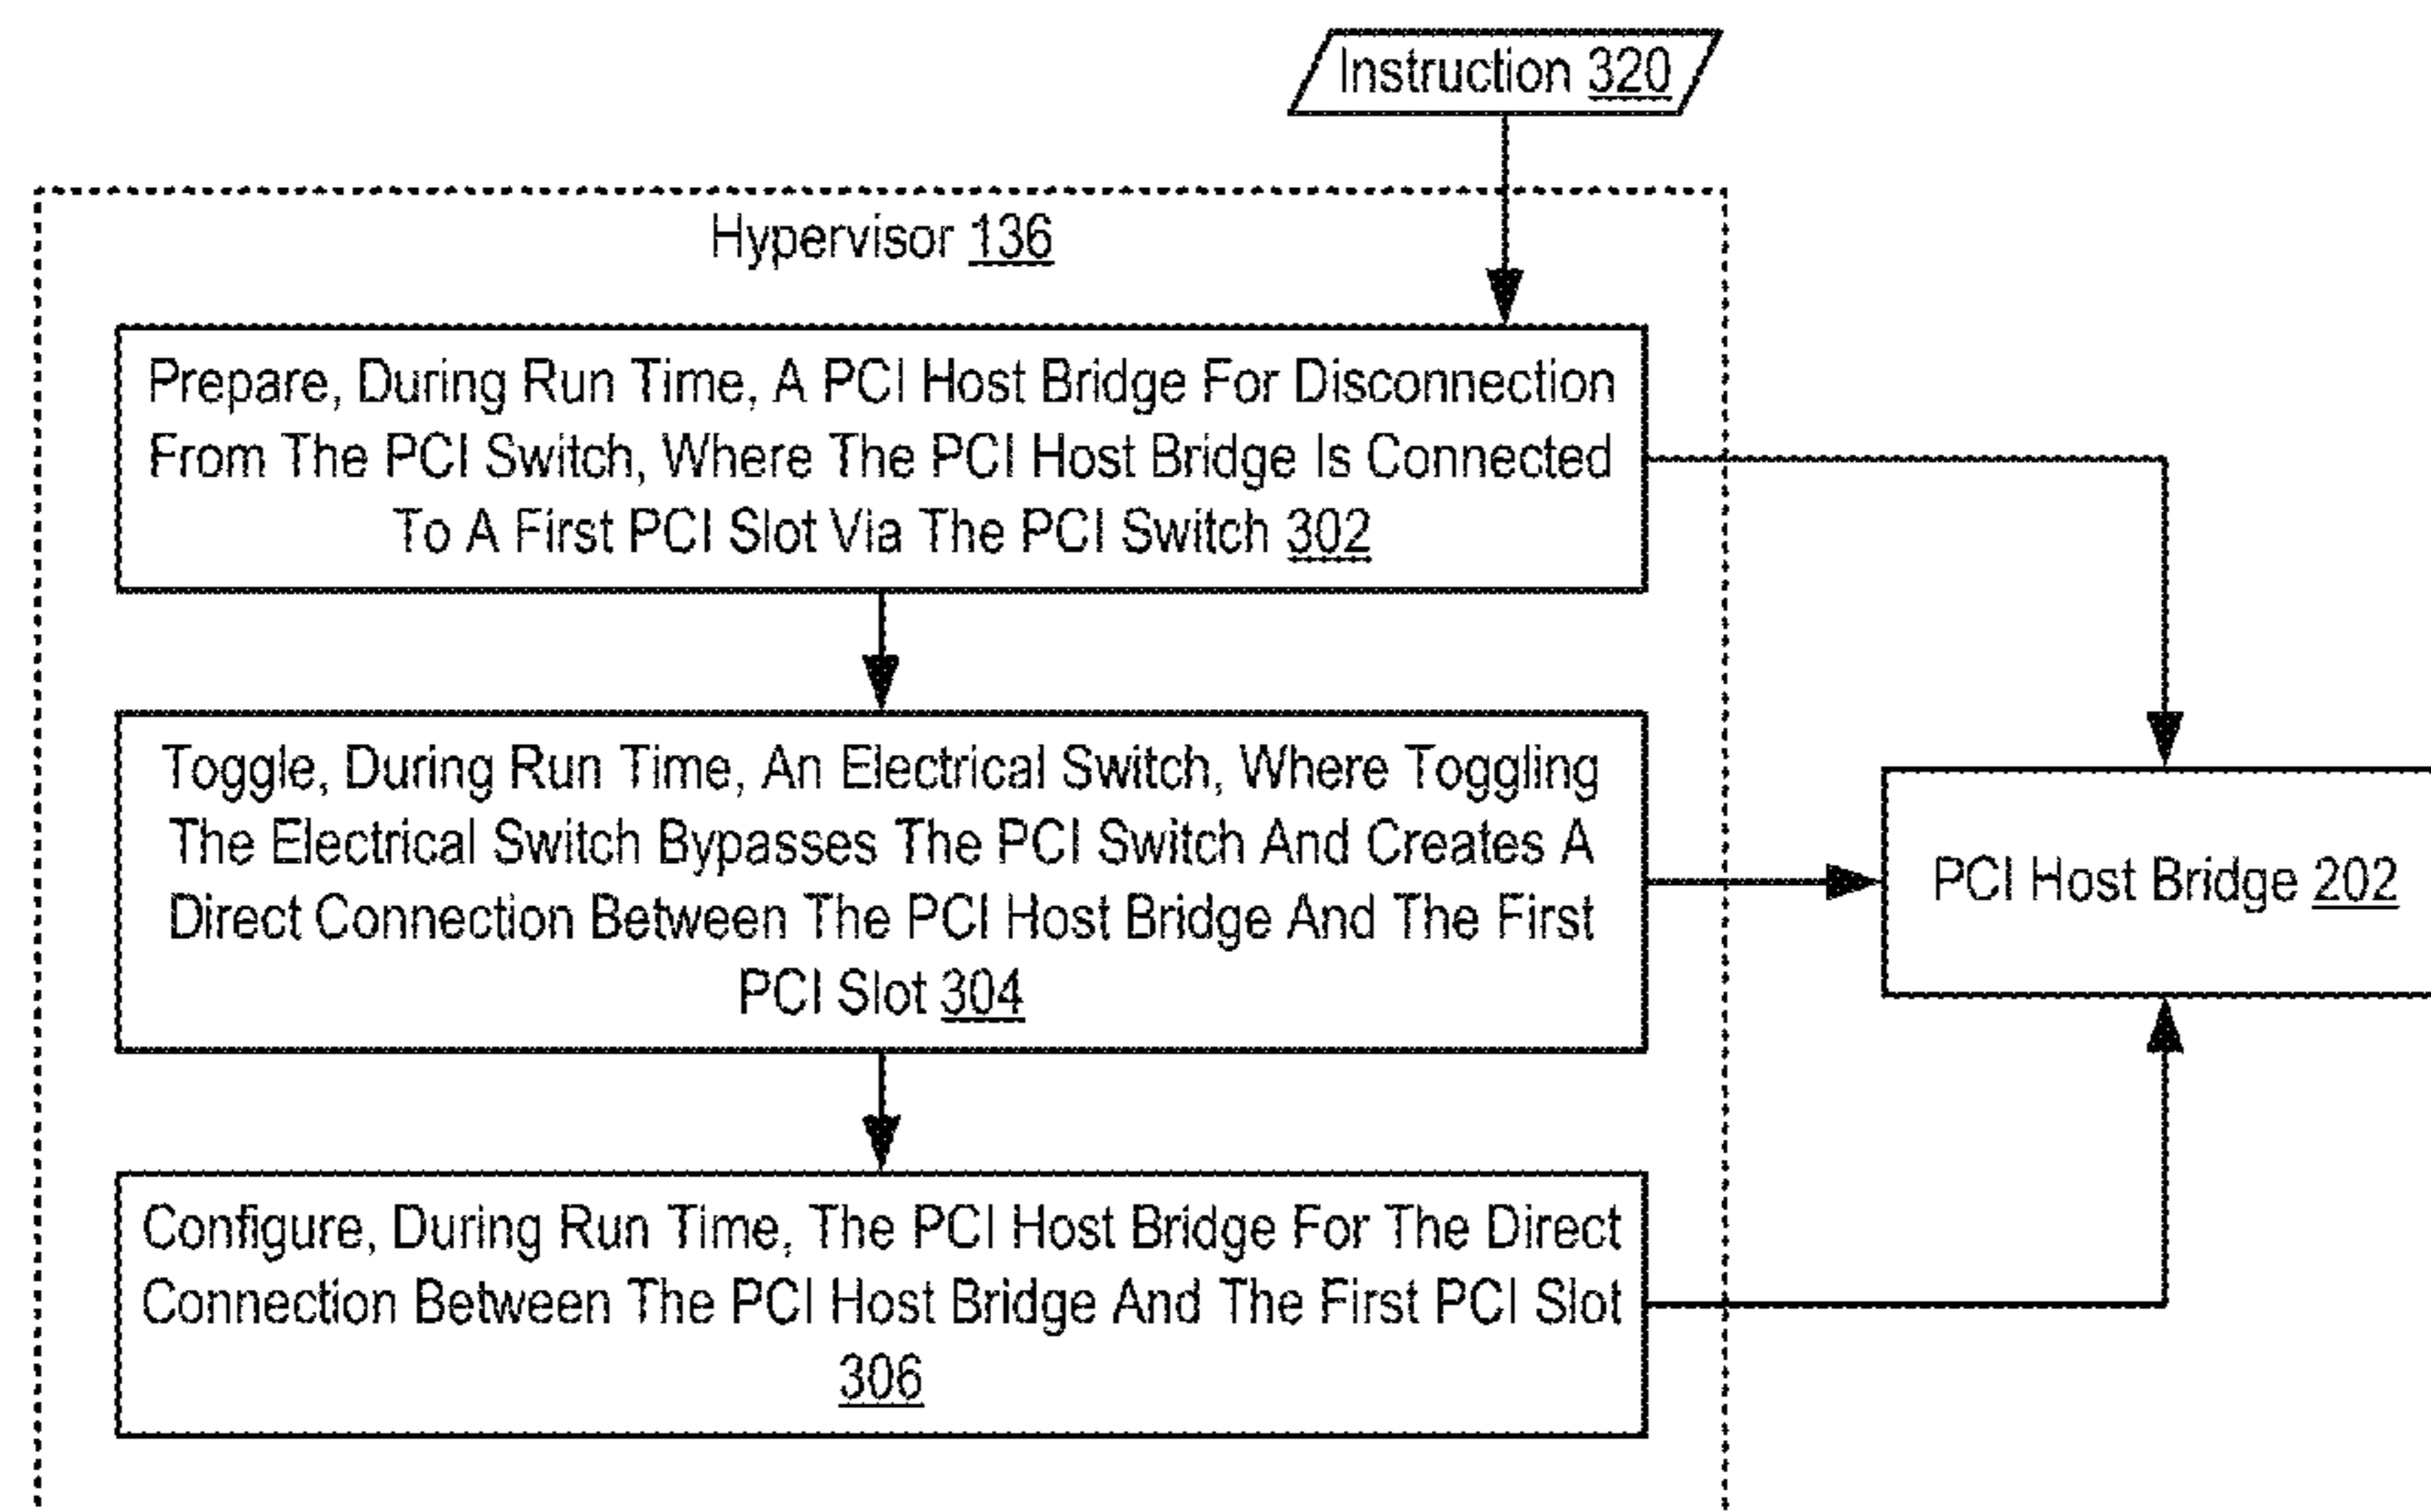 Instruction 320
Hypervisor 136
Prepare, During Run Time, A PCI Host Bridge For Disconnection
From The PCI Switch, Where The PCI Host Bridge Is Connected
To A First PCI Slot Via The PCI Switch 302
Toggle, During Run Time, An Electrical Switch, Where Toggling
The Electrical Switch Bypasses The PCI Switch And Creates A
Direct Connection Between The PCI Host Bridge And The First
PCI Slot 304
PCI Host Bridge 202
Configure, During Run Time, The PCI Host Bridge For The Direct
Connection Between The PCI Host Bridge And The First PCI Slot
306